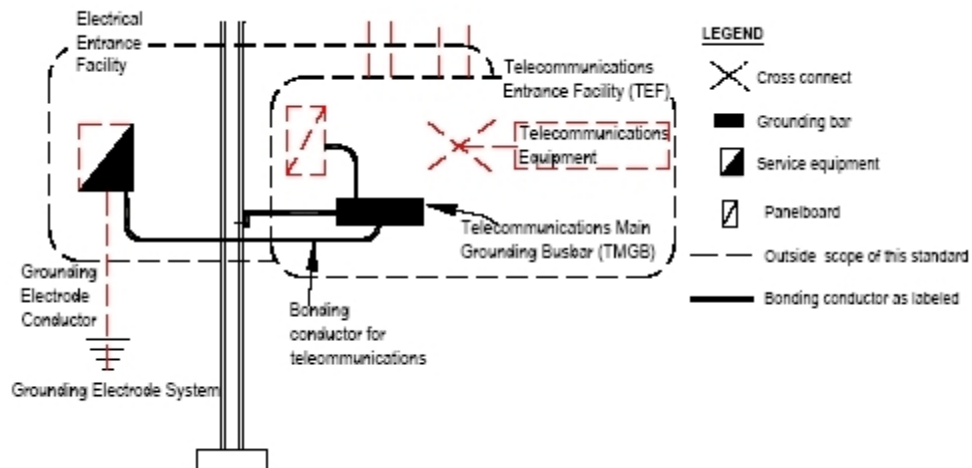 Electrical
Entrance
Facility
Telecommunications
Entrance Facility (TEF)
Telecommunications
Equipment
Telecommunications Main
Grounding Busbar (TMGB)
Grounding
Electrode
Conductor
Bonding
conductor for
telecommunications
Grounding Electrode System
LEGEND
Cross connect
Grounding bar
Service equipment
Panelboard
Outside scope of this standard
Bonding conductor as labeled